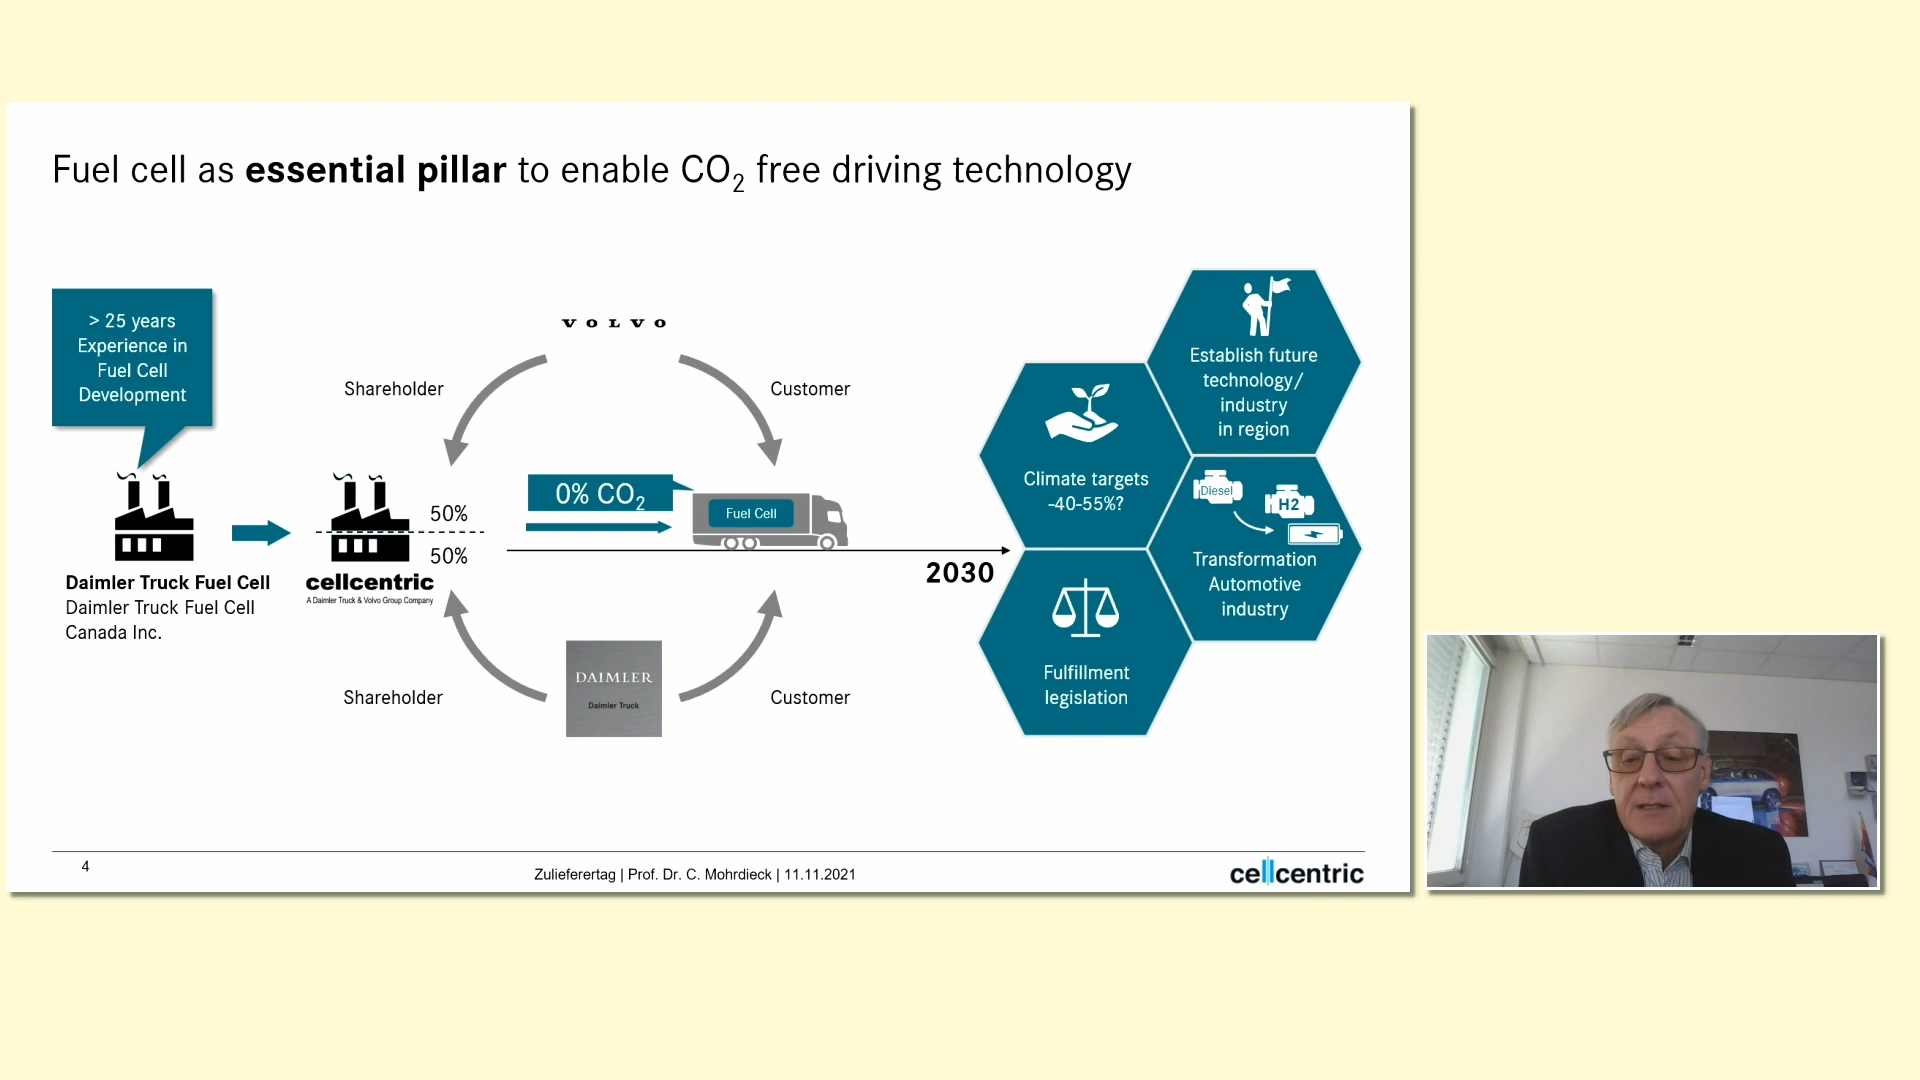 Fuel cell as essential pillar to enable CO₂ free driving technology
> 25 years
Experience in
Fuel Cell
Development
Daimler Truck Fuel Cell
Daimler Truck Fuel Cell
Canada Inc.
50%
50%
cellcentric
A Daimler Truck & Volvo Group Company
VOLVO
Shareholder
Customer
0% CO₂
Fuel Cell
2030
DAIMLER
Daimler Truck
Shareholder
Customer
Establish future
technology/
industry
in region
Climate targets
-40-55%?
Diesel
H2
Transformation
Automotive
industry
Fulfillment
legislation
4
Zulieferertag | Prof. Dr. C. Mohrdieck | 11.11.2021
cellcentric